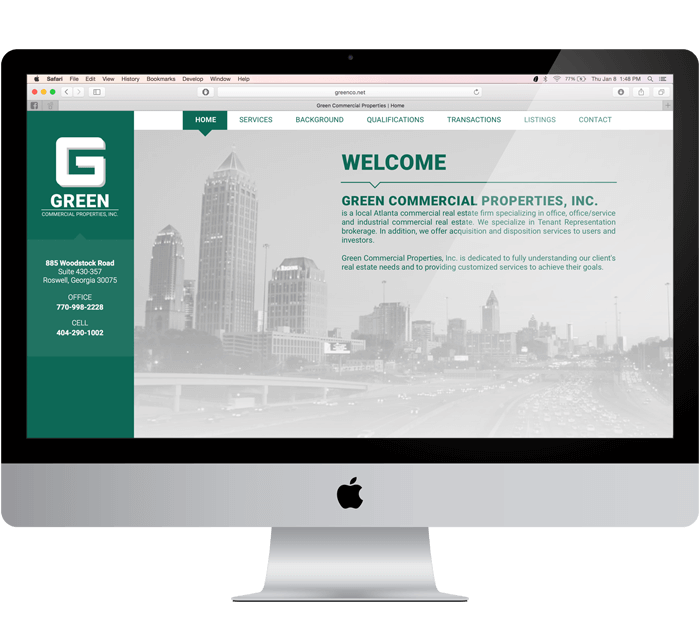 Safari File Edit View History Bookmarks Develop Window Help
77% Thu Jan 8 1:48 PM
greenco.net
Green Commercial Properties | Home
HOME SERVICES BACKGROUND QUALIFICATIONS TRANSACTIONS LISTINGS CONTACT
G
GREEN
COMMERCIAL PROPERTIES, INC.
885 Woodstock Road
Suite 430-357
Roswell, Georgia 30075
OFFICE
770-998-2228
CELL
404-290-1002
WELCOME
GREEN COMMERCIAL PROPERTIES, INC.
is a local Atlanta commercial real estate firm specializing in office, office/service
and industrial commercial real estate. We specialize in Tenant Representation
brokerage. In addition, we offer acquisition and disposition services to users and
investors.
Green Commercial Properties, Inc. is dedicated to fully understanding our client's
real estate needs and to providing customized services to achieve their goals.